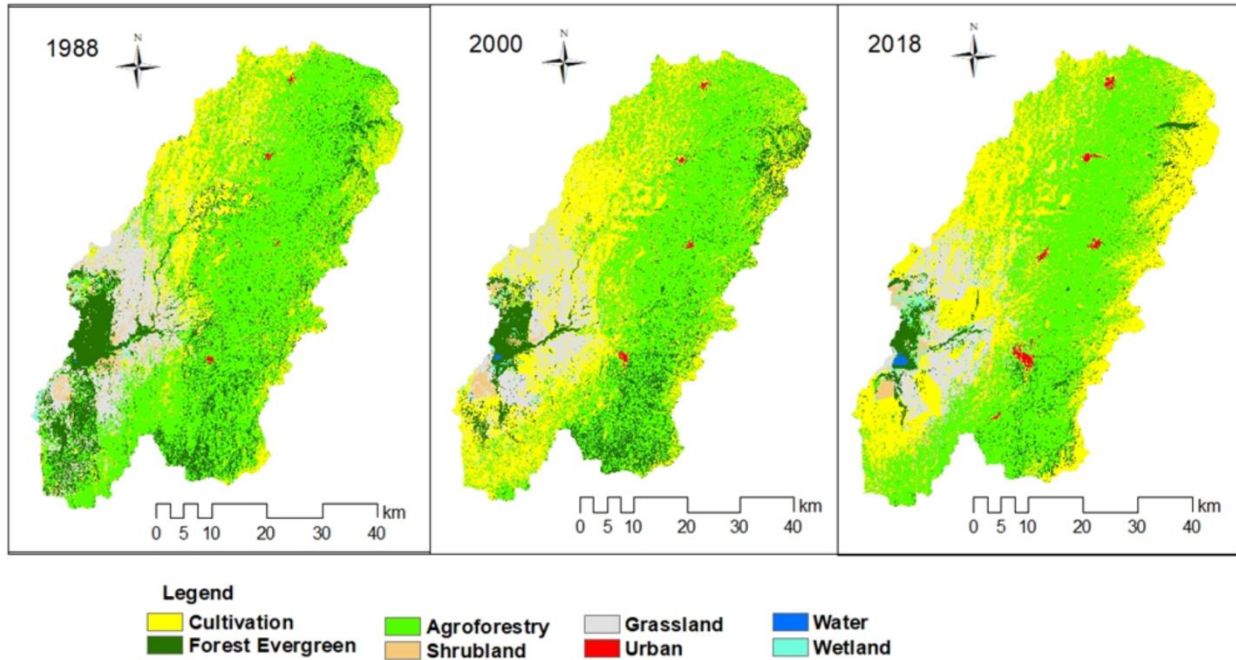 1988
N
2000
N
2018
N
km
0 5 10 20 30 40
km
0 5 10 20 30 40
km
0 5 10 20 30 40
Legend
Cultivation
Forest Evergreen
Agroforestry
Shrubland
Grassland
Urban
Water
Wetland